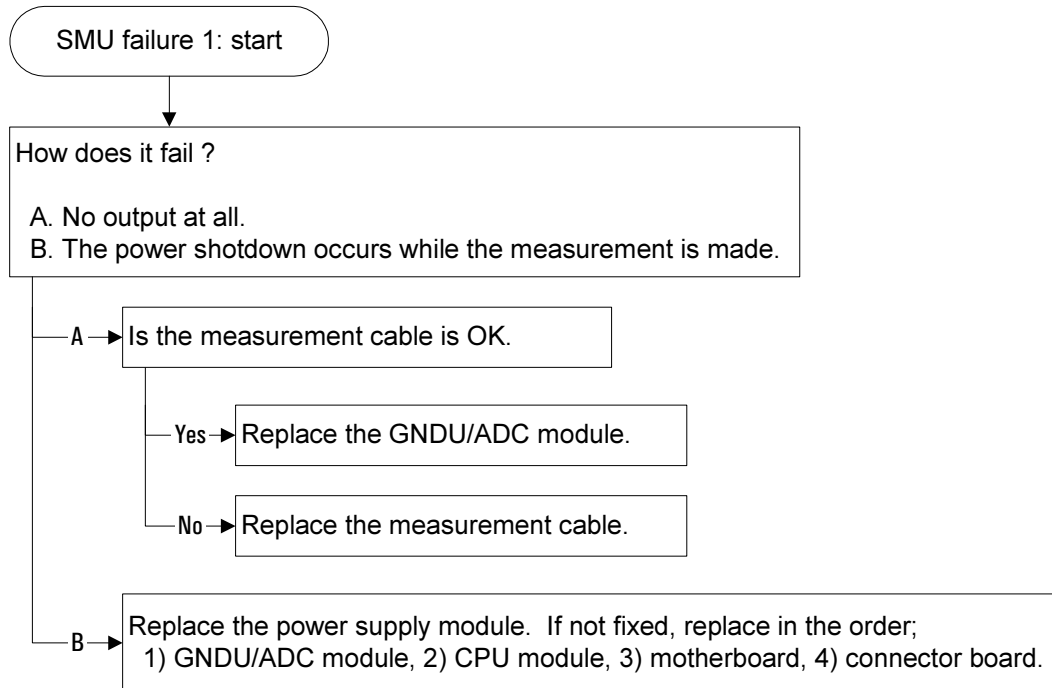 SMU failure 1: start
How does it fail ?
A. No output at all.
B. The power shotdown occurs while the measurement is made.
A
Is the measurement cable is OK.
Yes
Replace the GNDU/ADC module.
No
Replace the measurement cable.
B
Replace the power supply module.  If not fixed, replace in the order;
1) GNDU/ADC module, 2) CPU module, 3) motherboard, 4) connector board.